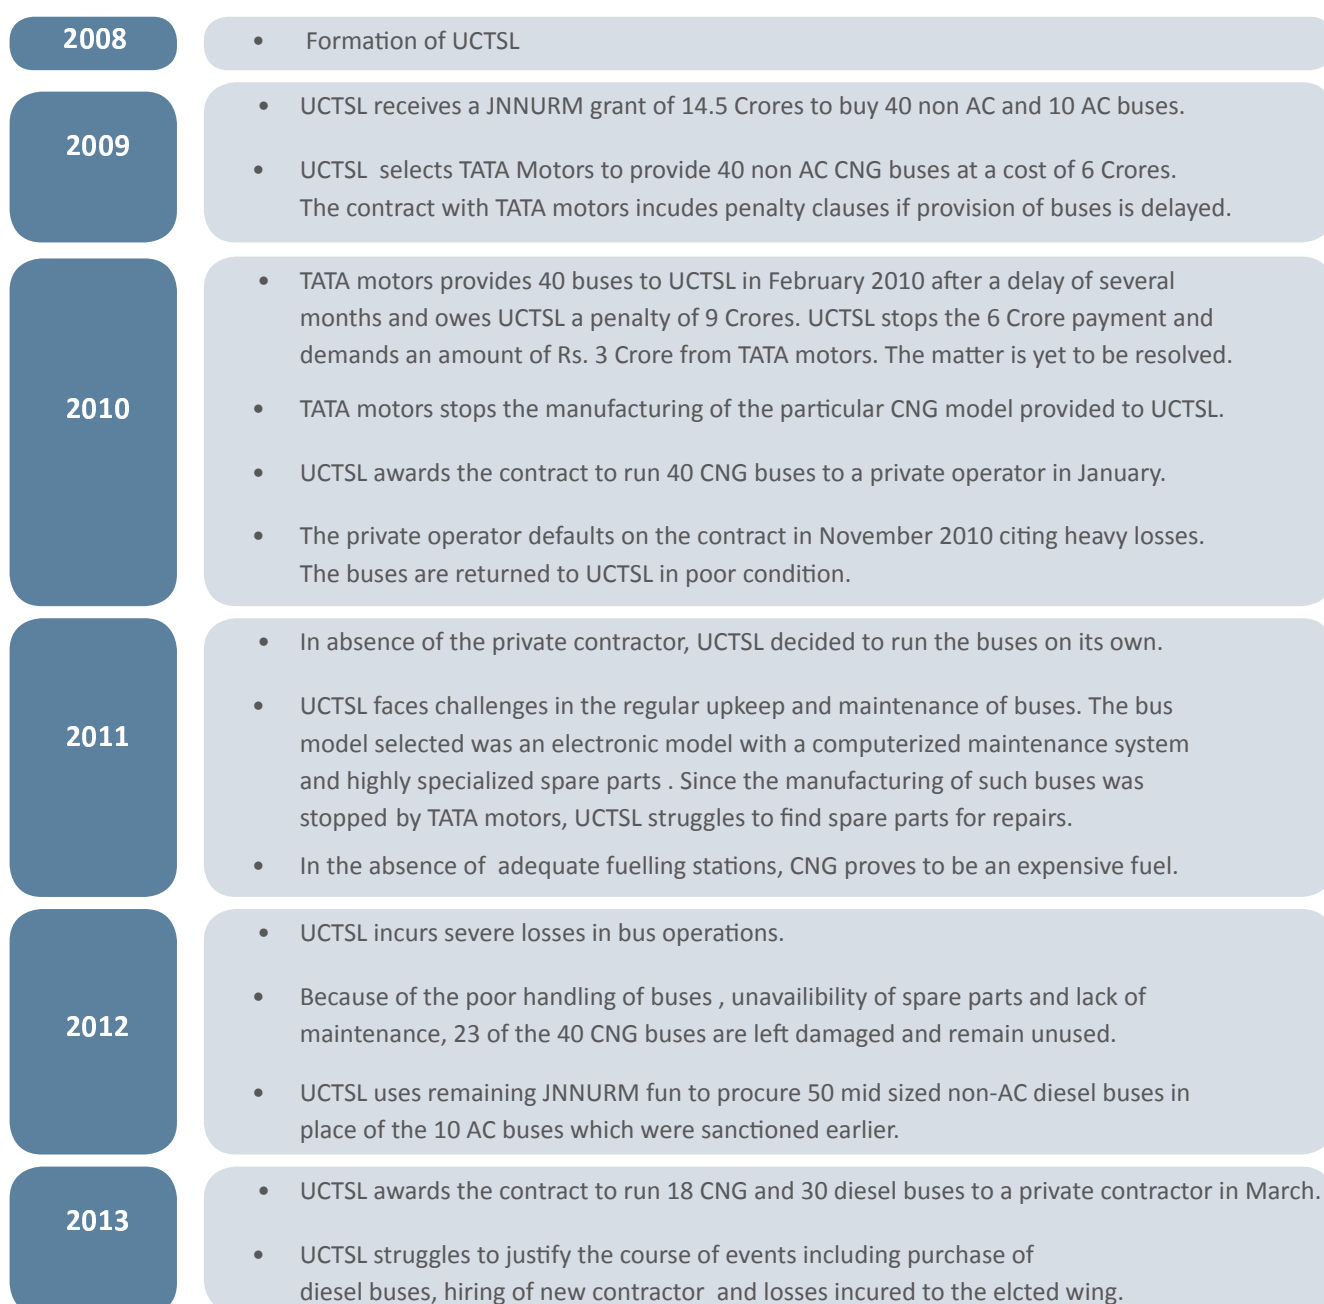 2008
• Formation of UCTSL
2009
• UCTSL receives a JNNURM grant of 14.5 Crores to buy 40 non AC and 10 AC buses.
• UCTSL selects TATA Motors to provide 40 non AC CNG buses at a cost of 6 Crores.
The contract with TATA motors incudes penalty clauses if provision of buses is delayed.
2010
• TATA motors provides 40 buses to UCTSL in February 2010 after a delay of several
months and owes UCTSL a penalty of 9 Crores. UCTSL stops the 6 Crore payment and
demands an amount of Rs. 3 Crore from TATA motors. The matter is yet to be resolved.
• TATA motors stops the manufacturing of the particular CNG model provided to UCTSL.
• UCTSL awards the contract to run 40 CNG buses to a private operator in January.
• The private operator defaults on the contract in November 2010 citing heavy losses.
The buses are returned to UCTSL in poor condition.
2011
• In absence of the private contractor, UCTSL decided to run the buses on its own.
• UCTSL faces challenges in the regular upkeep and maintenance of buses. The bus
model selected was an electronic model with a computerized maintenance system
and highly specialized spare parts . Since the manufacturing of such buses was
stopped by TATA motors, UCTSL struggles to find spare parts for repairs.
• In the absence of adequate fuelling stations, CNG proves to be an expensive fuel.
2012
• UCTSL incurs severe losses in bus operations.
• Because of the poor handling of buses , unavailibility of spare parts and lack of
maintenance, 23 of the 40 CNG buses are left damaged and remain unused.
• UCTSL uses remaining JNNURM fun to procure 50 mid sized non-AC diesel buses in
place of the 10 AC buses which were sanctioned earlier.
2013
• UCTSL awards the contract to run 18 CNG and 30 diesel buses to a private contractor in March.
• UCTSL struggles to justify the course of events including purchase of
diesel buses, hiring of new contractor and losses incured to the elcted wing.